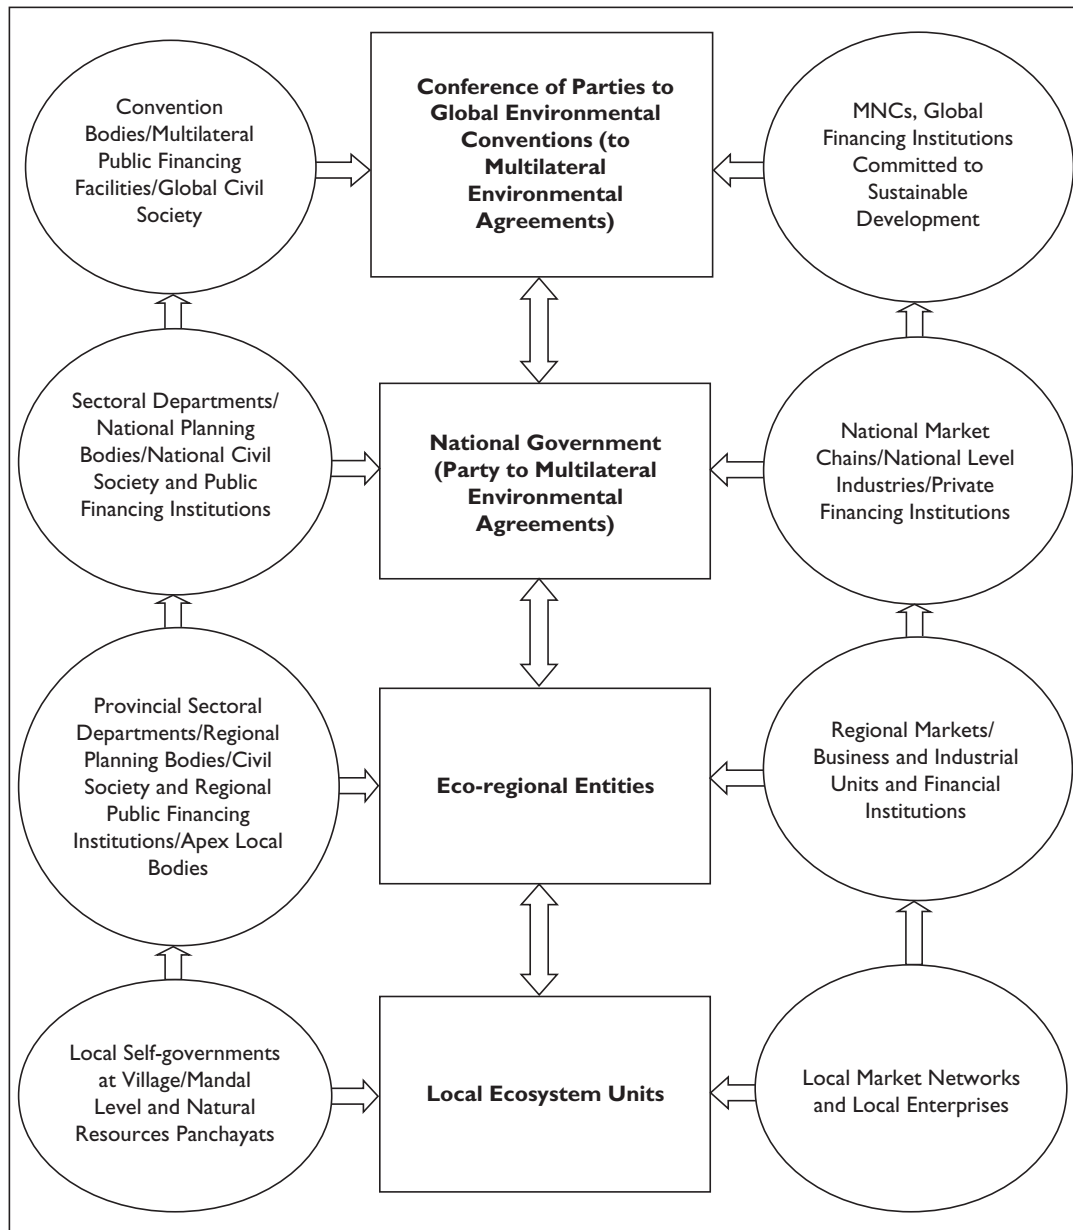 Convention
Bodies/Multilateral
Public Financing
Facilities/Global Civil
Society
Conference of Parties to
Global Environmental
Conventions (to
Multilateral
Environmental
Agreements)
MNCs, Global
Financing Institutions
Committed to
Sustainable
Development
Sectoral Departments/
National Planning
Bodies/National Civil
Society and Public
Financing Institutions
National Government
(Party to Multilateral
Environmental
Agreements)
National Market
Chains/National Level
Industries/Private
Financing Institutions
Provincial Sectoral
Departments/Regional
Planning Bodies/Civil
Society and Regional
Public Financing
Institutions/Apex Local
Bodies
Eco-regional Entities
Regional Markets/
Business and Industrial
Units and Financial
Institutions
Local Self-governments
at Village/Mandal
Level and Natural
Resources Panchayats
Local Ecosystem Units
Local Market Networks
and Local Enterprises